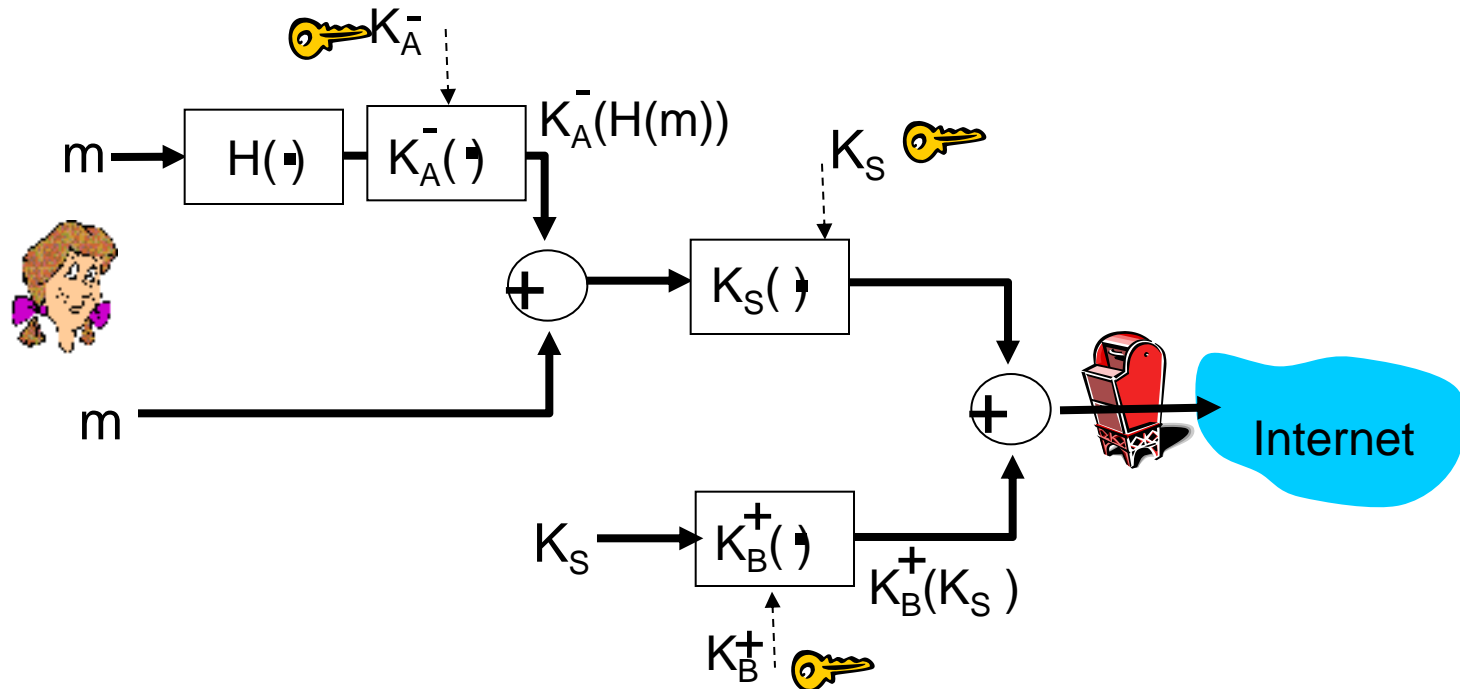 K_A^-
K_A^-(H(m))
m
H(·)
K_A^-(·)
K_S
+
K_S(·)
m
+
Internet
K_S
K_B^+(·)
K_B^+(K_S )
K_B^+